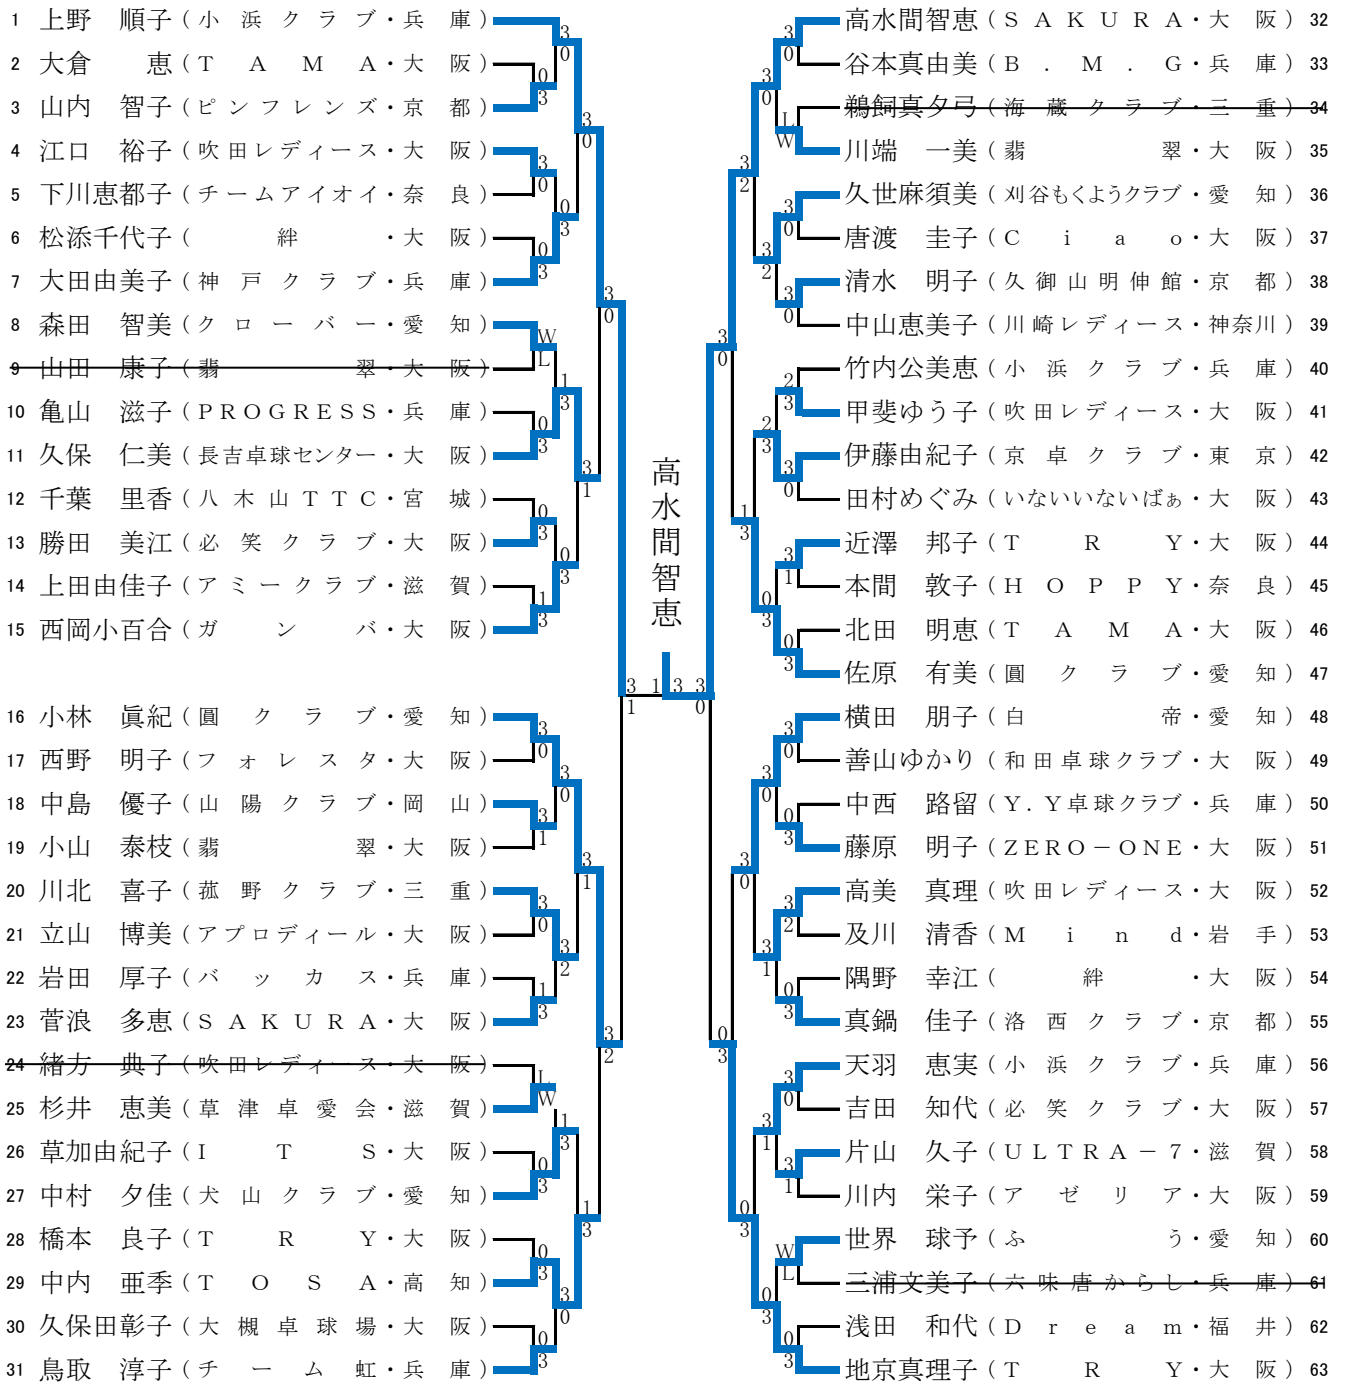 1 上野 順子(小浜クラブ・兵庫)
2 大倉 恵(TAMA・大阪)
3 山内 智子(ピンフレンズ・京都)
4 江口 裕子(吹田レディース・大阪)
5 下川恵都子(チームアイオイ・奈良)
6 松添千代子(絆・大阪)
7 大田由美子(神戸クラブ・兵庫)
8 森田 智美(クローバー・愛知)
9 山田 康子(翡翠・大阪)
10 亀山 滋子(PROGRESS・兵庫)
11 久保 仁美(長吉卓球センター・大阪)
12 千葉 里香(八木山TTC・宮城)
13 勝田 美江(必笑クラブ・大阪)
14 上田由佳子(アミークラブ・滋賀)
15 西岡小百合(ガンバ・大阪)
16 小林 眞紀(圓クラブ・愛知)
17 西野 明子(フォレスタ・大阪)
18 中島 優子(山陽クラブ・岡山)
19 小山 泰枝(翡翠・大阪)
20 川北 喜子(菰野クラブ・三重)
21 立山 博美(アプロディール・大阪)
22 岩田 厚子(バッカス・兵庫)
23 菅浪 多恵(SAKURA・大阪)
24 緒方 典子(吹田レディース・大阪)
25 杉井 恵美(草津卓愛会・滋賀)
26 草加由紀子(ITS・大阪)
27 中村 夕佳(犬山クラブ・愛知)
28 橋本 良子(TRY・大阪)
29 中内 亜季(TOSA・高知)
30 久保田彰子(大槻卓球場・大阪)
31 鳥取 淳子(チーム虹・兵庫)
高水間智恵
3 1 3 3
1 0
高水間智恵(SAKURA・大阪) 32
谷本真由美(B.M.G・兵庫) 33
鵜飼真夕弓(海蔵クラブ・三重) 34
川端 一美(翡翠・大阪) 35
久世麻須美(刈谷もくようクラブ・愛知) 36
唐渡 圭子(Ciao・大阪) 37
清水 明子(久御山明伸館・京都) 38
中山恵美子(川崎レディース・神奈川) 39
竹内公美恵(小浜クラブ・兵庫) 40
甲斐ゆう子(吹田レディース・大阪) 41
伊藤由紀子(京卓クラブ・東京) 42
田村めぐみ(いないいないばぁ・大阪) 43
近澤 邦子(TRY・大阪) 44
本間 敦子(HOPPY・奈良) 45
北田 明恵(TAMA・大阪) 46
佐原 有美(圓クラブ・愛知) 47
横田 朋子(白帝・愛知) 48
善山ゆかり(和田卓球クラブ・大阪) 49
中西 路留(Y.Y卓球クラブ・兵庫) 50
藤原 明子(ZERO－ONE・大阪) 51
高美 真理(吹田レディース・大阪) 52
及川 清香(Mind・岩手) 53
隅野 幸江(絆・大阪) 54
真鍋 佳子(洛西クラブ・京都) 55
天羽 恵実(小浜クラブ・兵庫) 56
吉田 知代(必笑クラブ・大阪) 57
片山 久子(ULTRA－7・滋賀) 58
川内 栄子(アゼリア・大阪) 59
世界 球予(ふう・愛知) 60
三浦文美子(六味唐からし・兵庫) 61
浅田 和代(Dream・福井) 62
地京真理子(TRY・大阪) 63